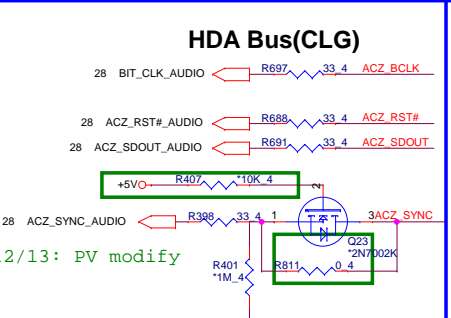 HDA Bus(CLG)
28 BIT_CLK_AUDIO R697 33_4 ACZ_BCLK
28 ACZ_RST#_AUDIO R688 33_4 ACZ_RST#
28 ACZ_SDOUT_AUDIO R691 33_4 ACZ_SDOUT
+5V R407 *10K_4 2
28 ACZ_SYNC_AUDIO R398 33_4 1 3 ACZ_SYNC
Q23
*2N7002K
2/13: PV modify
R401
*1M_4
R811 0_4